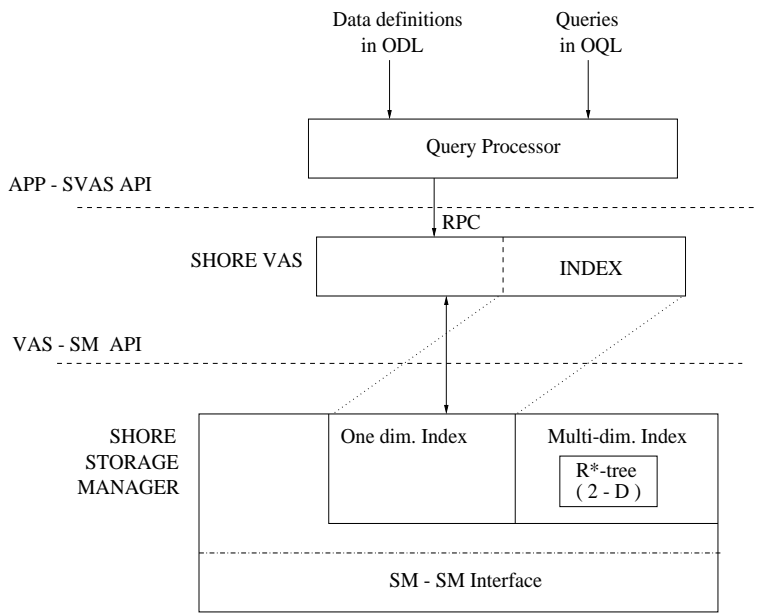 Data definitions
in ODL
Queries
in OQL
Query Processor
APP - SVAS API
RPC
SHORE VAS
INDEX
VAS - SM API
SHORE
STORAGE
MANAGER
One dim. Index
Multi-dim. Index
R*-tree
( 2 - D )
SM - SM Interface